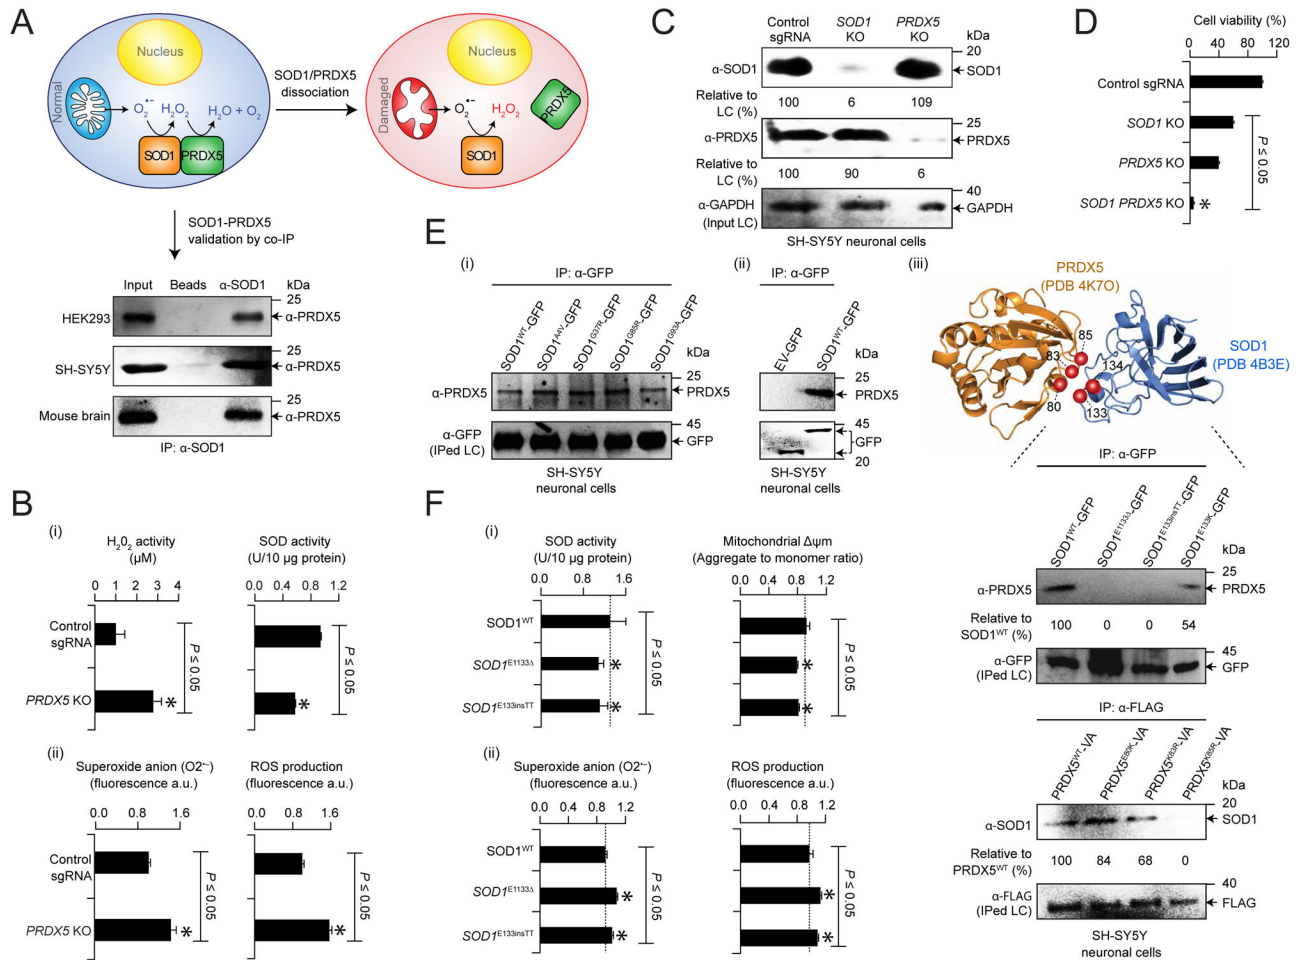 A
Normal
Nucleus
O₂•− H₂O₂ H₂O + O₂
SOD1 PRDX5
SOD1/PRDX5
dissociation
Damaged
Nucleus
O₂•− H₂O₂
SOD1
PRDX5
SOD1-PRDX5
validation by co-IP
Input Beads α-SOD1 kDa
HEK293
25
α-PRDX5
SH-SY5Y
25
α-PRDX5
Mouse brain
25
α-PRDX5
IP: α-SOD1
B
(i)
H₂0₂ activity
(μM)
0 1 2 3 4
Control
sgRNA
PRDX5 KO
*
P ≤ 0.05
SOD activity
(U/10 μg protein)
0.0 0.4 0.8 1.2
*
P ≤ 0.05
(ii)
Superoxide anion (O2•−)
(fluorescence a.u.)
0.0 0.8 1.6
Control
sgRNA
PRDX5 KO
*
P ≤ 0.05
ROS production
(fluorescence a.u.)
0.0 0.8 1.6
*
P ≤ 0.05
C
Control
sgRNA
SOD1
KO
PRDX5
KO
kDa
α-SOD1
20
SOD1
Relative to
LC (%)
100 6 109
α-PRDX5
25
PRDX5
Relative to
LC (%)
100 90 6
α-GAPDH
(Input LC)
40
GAPDH
SH-SY5Y neuronal cells
D
Cell viability (%)
0 40 80 120
Control sgRNA
SOD1 KO
PRDX5 KO
SOD1 PRDX5 KO
*
P ≤ 0.05
E
(i)
IP: α-GFP
SOD1WT-GFP
SOD1A4V-GFP
SOD1G37R-GFP
SOD1G85R-GFP
SOD1G93A-GFP
kDa
α-PRDX5
25
PRDX5
α-GFP
(IPed LC)
45
GFP
SH-SY5Y
neuronal cells
(ii)
IP: α-GFP
EV-GFP
SOD1WT-GFP
kDa
25
PRDX5
45
GFP
20
SH-SY5Y
neuronal cells
(iii)
PRDX5
(PDB 4K7O)
SOD1
(PDB 4B3E)
85
83
134
80
133
IP: α-GFP
SOD1WT-GFP
SOD1E1133Δ-GFP
SOD1E133insTT-GFP
SOD1E133K-GFP
kDa
α-PRDX5
25
PRDX5
Relative to
SOD1WT (%)
100 0 0 54
α-GFP
(IPed LC)
45
GFP
IP: α-FLAG
PRDX5WT-VA
PRDX5E80K-VA
PRDX5K83R-VA
PRDX5K85R-VA
kDa
α-SOD1
20
SOD1
Relative to
PRDX5WT (%)
100 84 68 0
α-FLAG
(IPed LC)
40
FLAG
SH-SY5Y
neuronal cells
F
(i)
SOD activity
(U/10 μg protein)
0.0 0.4 0.8 1.6
SOD1WT
SOD1E1133Δ
*
SOD1E133insTT
*
P ≤ 0.05
Mitochondrial Δψm
(Aggregate to monomer ratio)
0.0 0.4 0.8 1.2
*
*
P ≤ 0.05
(ii)
Superoxide anion (O2•−)
(fluorescence a.u.)
0.0 0.4 0.8 1.2
SOD1WT
SOD1E1133Δ
*
SOD1E133insTT
*
P ≤ 0.05
ROS production
(fluorescence a.u.)
0.0 0.4 0.8 1.2
*
*
P ≤ 0.05